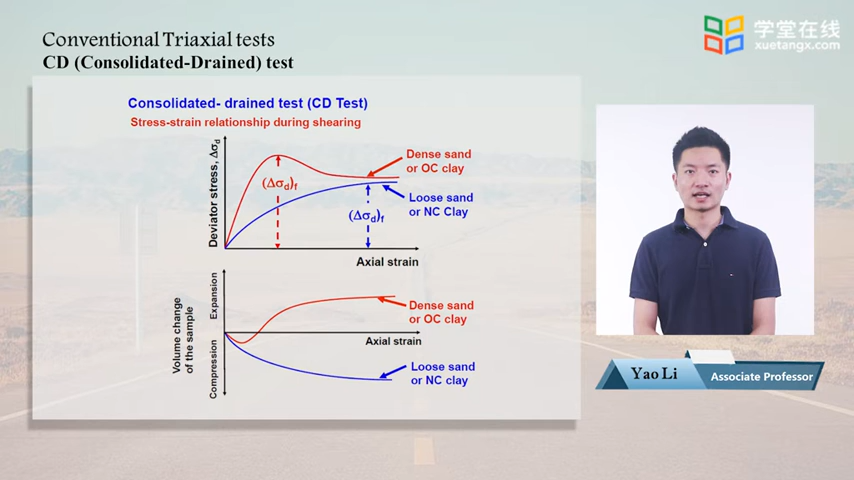 Conventional Triaxial tests
CD (Consolidated-Drained) test
学堂在线
xuetangx.com
Consolidated- drained test (CD Test)
Stress-strain relationship during shearing
Deviator stress, Δσd
(Δσd)f
(Δσd)f
Dense sand
or OC clay
Loose sand
or NC Clay
Axial strain
Volume change
of the sample
Expansion
Compression
Dense sand
or OC clay
Axial strain
Loose sand
or NC clay
Yao Li
Associate Professor